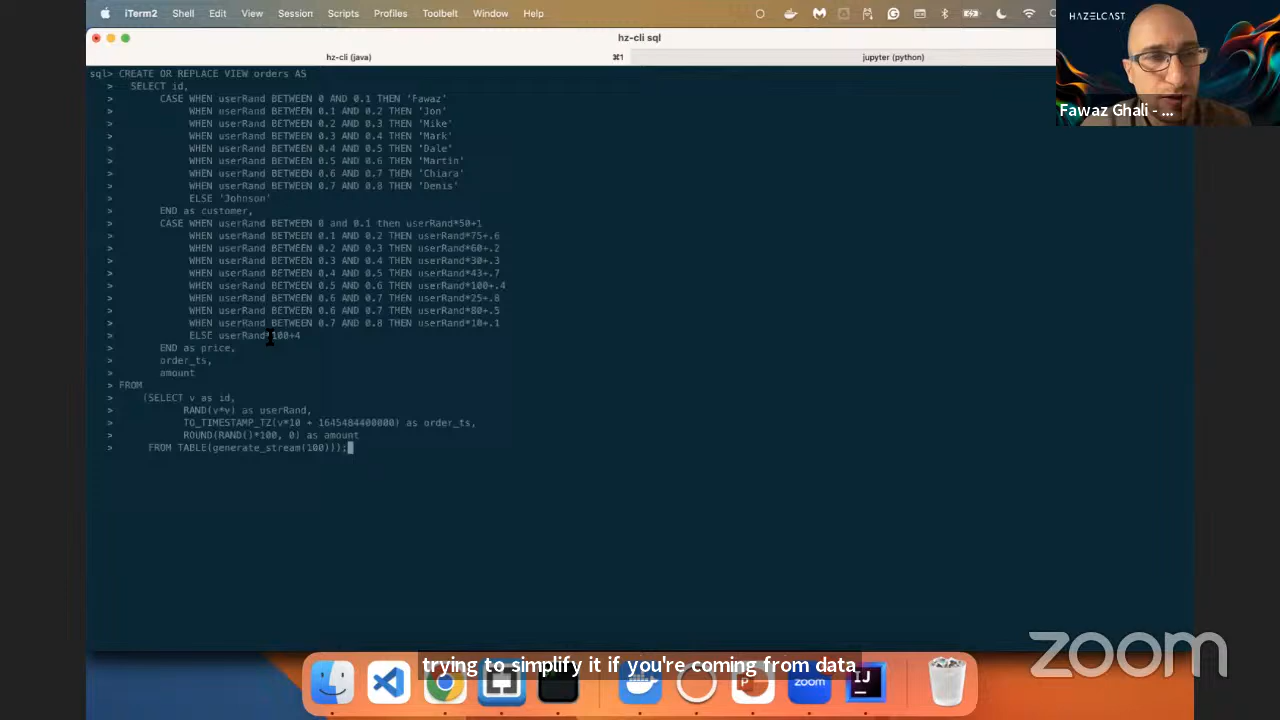 iTerm2 Shell Edit View Session Scripts Profiles Toolbelt Window Help
HAZELCAST
hz-cli sql
hz-cli (java) ⌘1 jupyter (python)
Fawaz Ghali - ...
sql> CREATE OR REPLACE VIEW orders AS
> SELECT id,
> CASE WHEN userRand BETWEEN 0 AND 0.1 THEN 'Fawaz'
> WHEN userRand BETWEEN 0.1 AND 0.2 THEN 'Jon'
> WHEN userRand BETWEEN 0.2 AND 0.3 THEN 'Mike'
> WHEN userRand BETWEEN 0.3 AND 0.4 THEN 'Mark'
> WHEN userRand BETWEEN 0.4 AND 0.5 THEN 'Dale'
> WHEN userRand BETWEEN 0.5 AND 0.6 THEN 'Martin'
> WHEN userRand BETWEEN 0.6 AND 0.7 THEN 'Chiara'
> WHEN userRand BETWEEN 0.7 AND 0.8 THEN 'Denis'
> ELSE 'Johnson'
> END as customer,
> CASE WHEN userRand BETWEEN 0 and 0.1 then userRand*50+1
> WHEN userRand BETWEEN 0.1 AND 0.2 THEN userRand*75+.6
> WHEN userRand BETWEEN 0.2 AND 0.3 THEN userRand*60+.2
> WHEN userRand BETWEEN 0.3 AND 0.4 THEN userRand*30+.3
> WHEN userRand BETWEEN 0.4 AND 0.5 THEN userRand*43+.7
> WHEN userRand BETWEEN 0.5 AND 0.6 THEN userRand*100+.4
> WHEN userRand BETWEEN 0.6 AND 0.7 THEN userRand*25+.8
> WHEN userRand BETWEEN 0.6 AND 0.7 THEN userRand*80+.5
> WHEN userRand BETWEEN 0.7 AND 0.8 THEN userRand*10+.1
> ELSE userRand*100+4
> END as price,
> order_ts,
> amount
> FROM
> (SELECT v as id,
> RAND(v*v) as userRand,
> TO_TIMESTAMP_TZ(v*10 + 1645484400000) as order_ts,
> ROUND(RAND()*100, 0) as amount
> FROM TABLE(generate_stream(100)));
trying to simplify it if you're coming from data
zoom
zoom
IJ